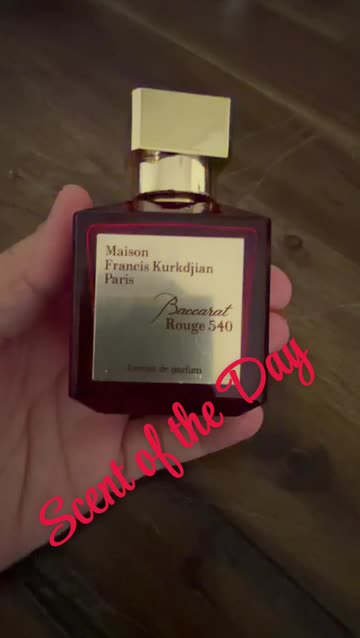 Maison
Francis Kurkdjian
Paris
Baccarat
Rouge 540
Extrait de parfum
Scent of the Day